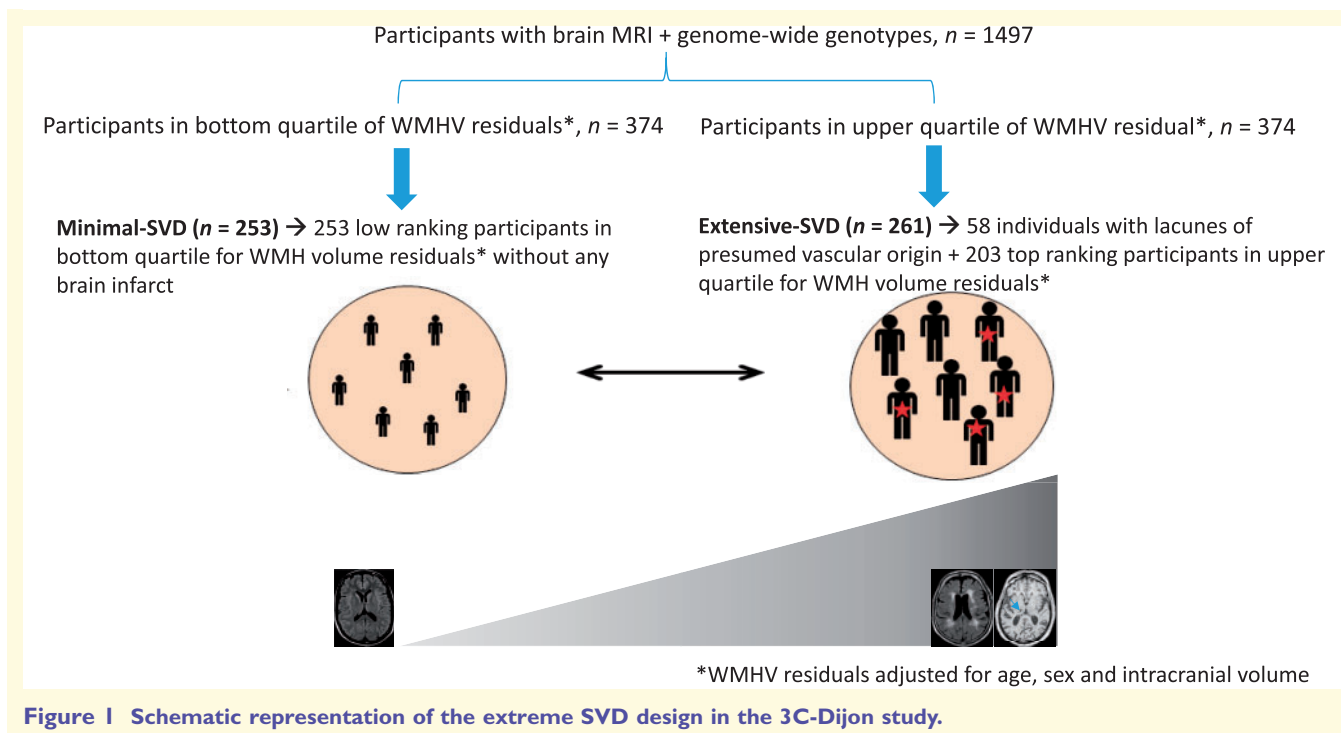 Participants with brain MRI + genome-wide genotypes, n = 1497
Participants in bottom quartile of WMHV residuals*, n = 374
Participants in upper quartile of WMHV residual*, n = 374
Minimal-SVD (n = 253) → 253 low ranking participants in
bottom quartile for WMH volume residuals* without any
brain infarct
Extensive-SVD (n = 261) → 58 individuals with lacunes of
presumed vascular origin + 203 top ranking participants in upper
quartile for WMH volume residuals*
*WMHV residuals adjusted for age, sex and intracranial volume
Figure 1 Schematic representation of the extreme SVD design in the 3C-Dijon study.